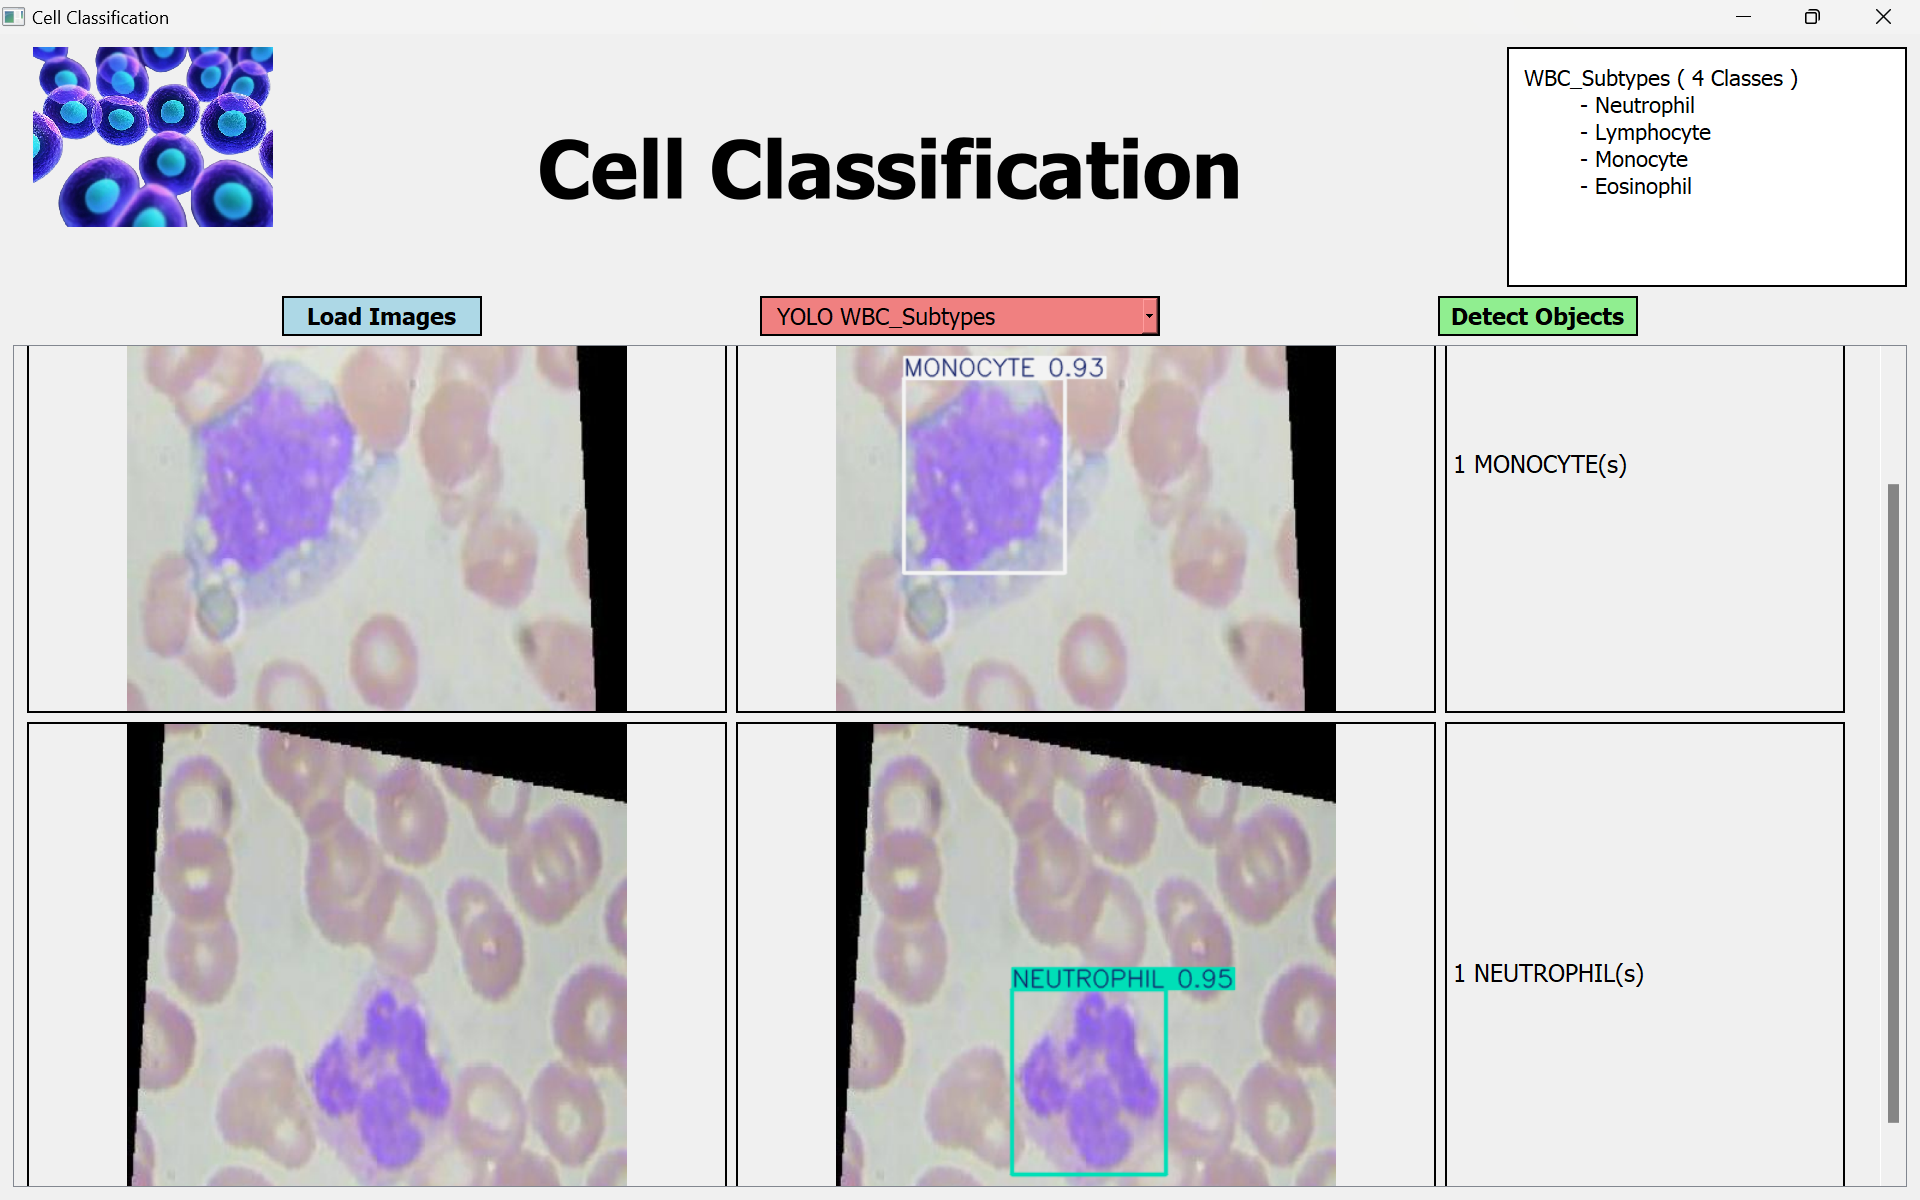 Cell Classification
Cell Classification
WBC_Subtypes ( 4 Classes )
- Neutrophil
- Lymphocyte
- Monocyte
- Eosinophil
Load Images
YOLO WBC_Subtypes
Detect Objects
MONOCYTE 0.93
1 MONOCYTE(s)
NEUTROPHIL 0.95
1 NEUTROPHIL(s)